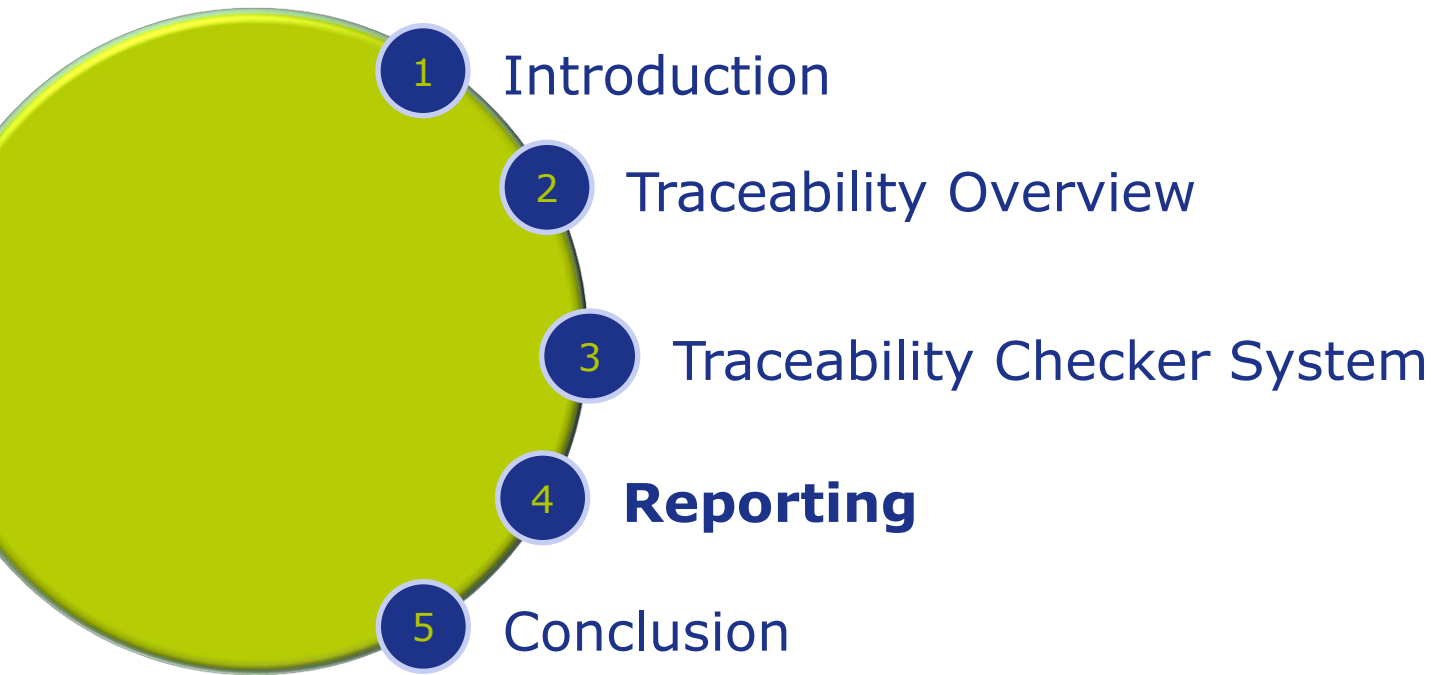 1 Introduction
2 Traceability Overview
3 Traceability Checker System
4 Reporting
5 Conclusion